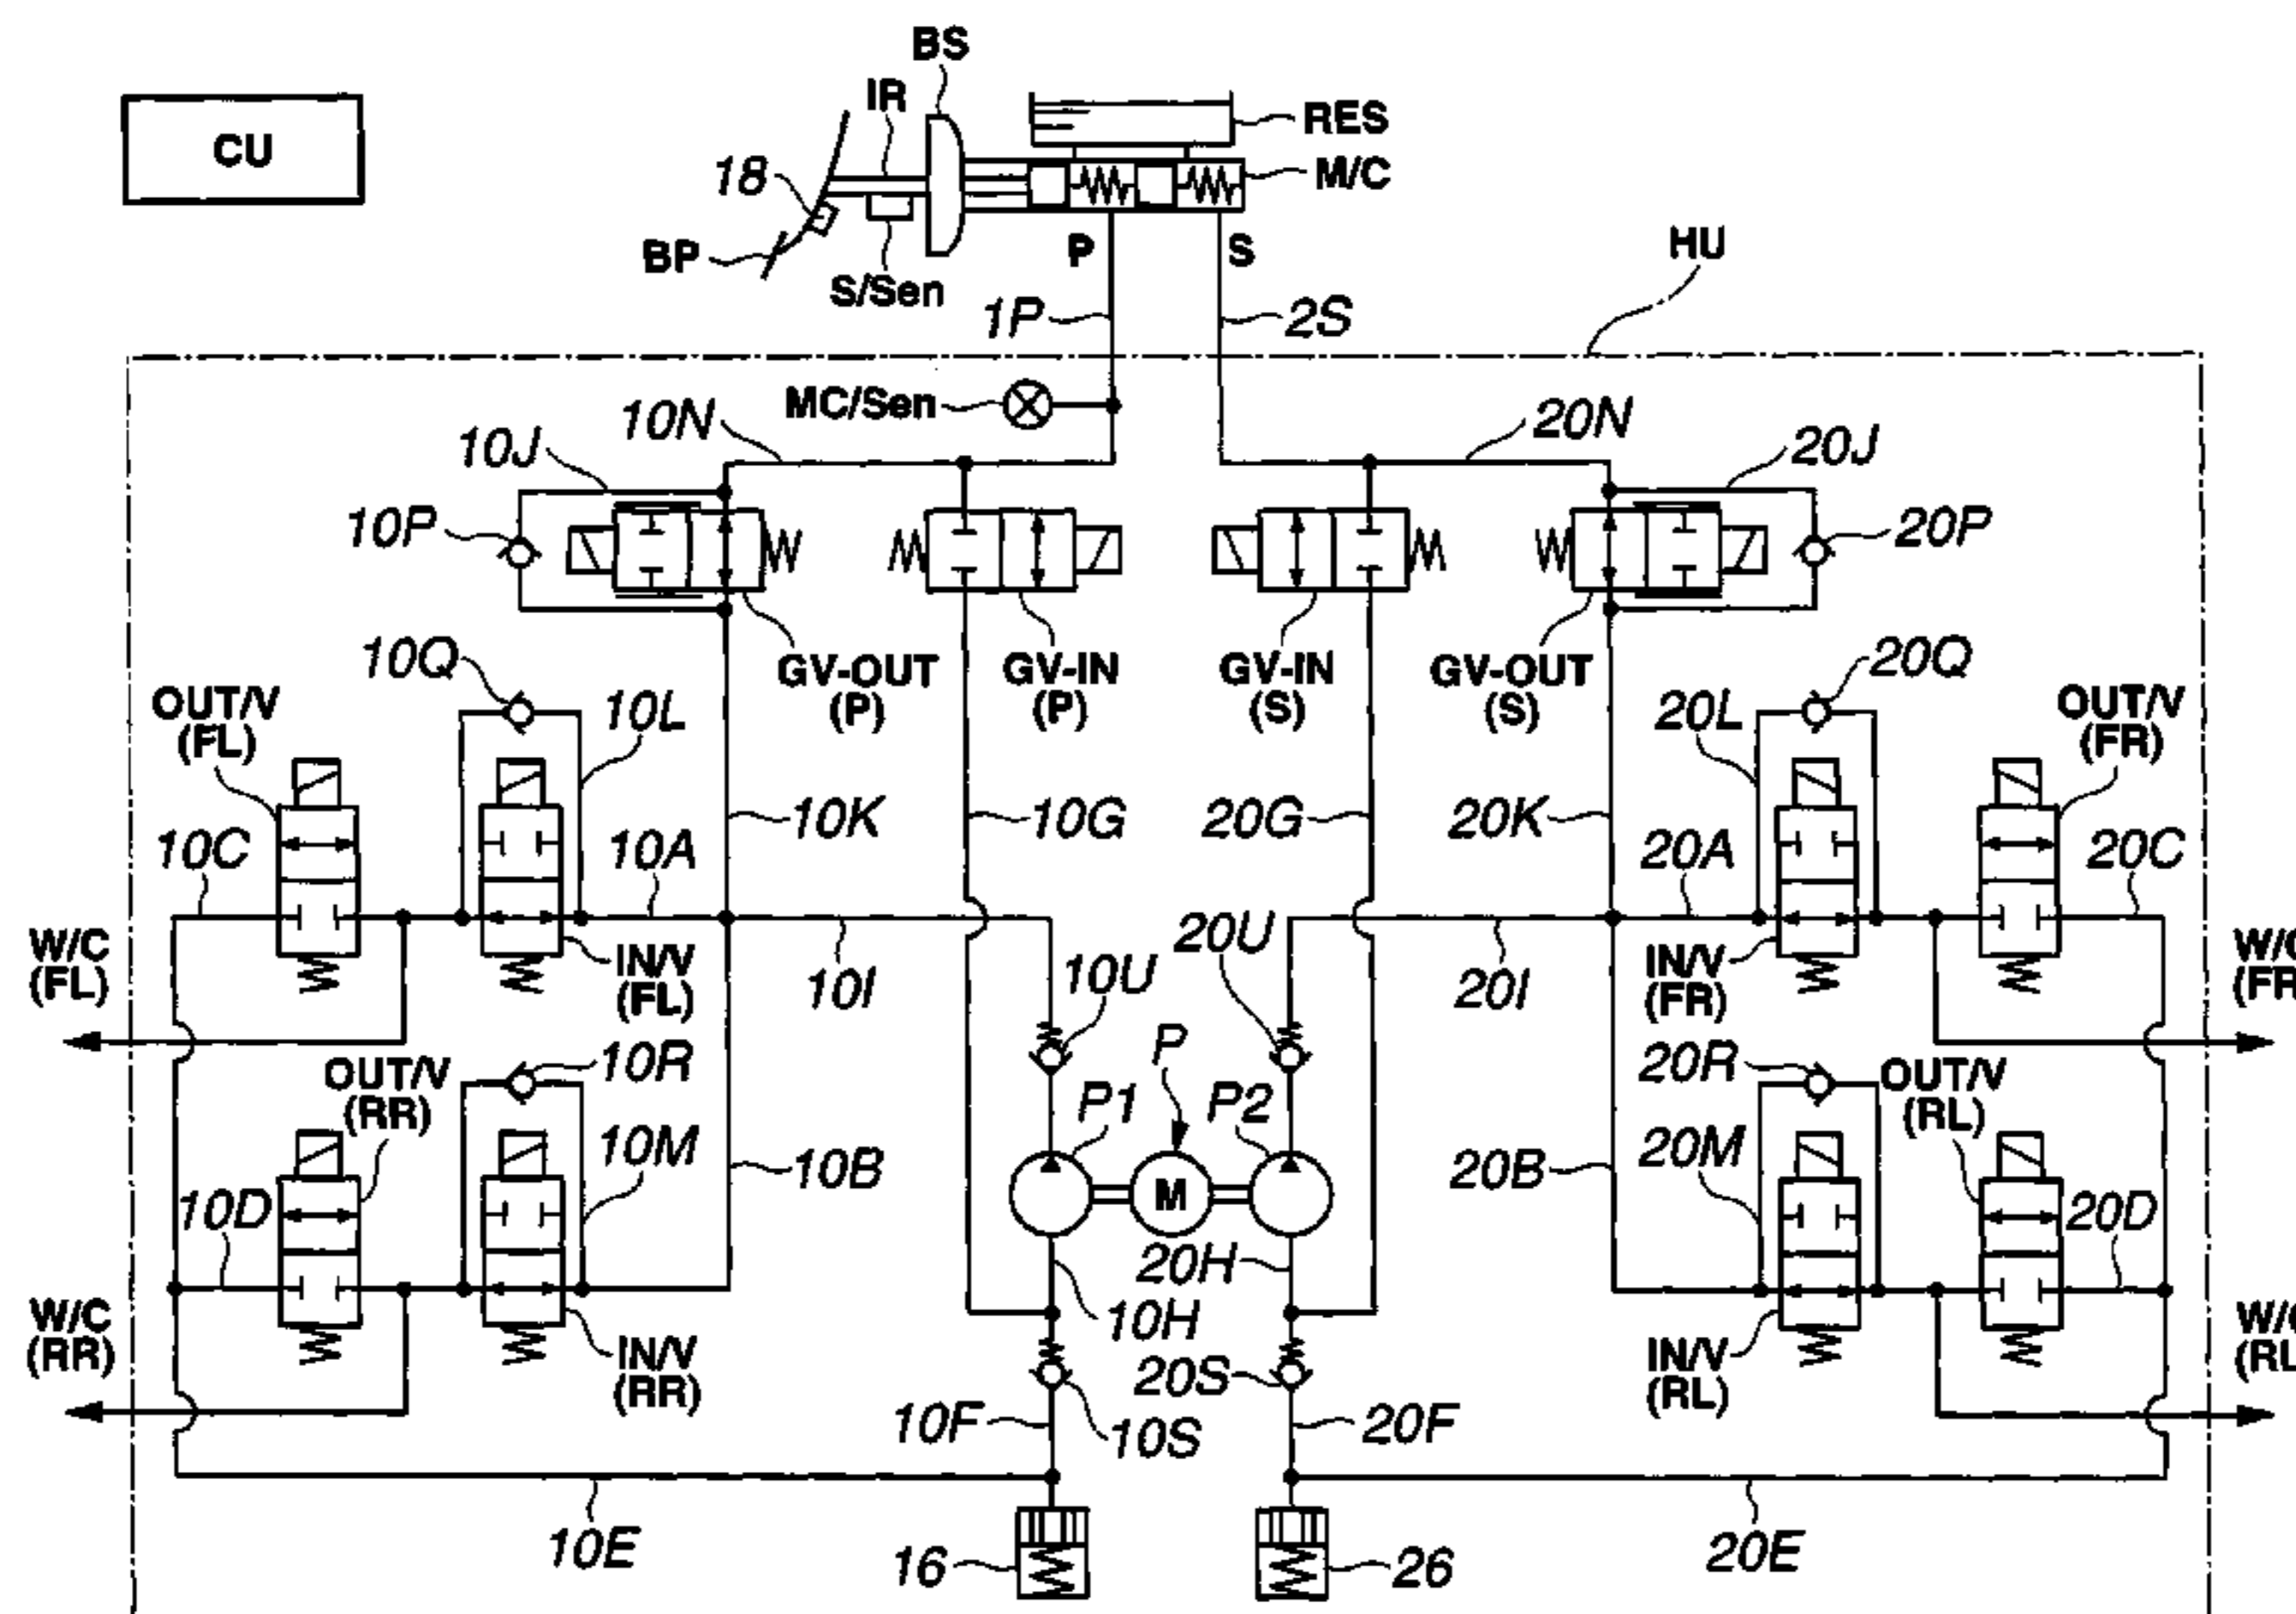 BS
IR
RES
CU
18
M/C
BP
S/Sen
P
S
HU
1P
2S
MC/Sen
10N
20N
10J
20J
10P
20P
10Q
GV-OUT
(P)
GV-IN
(P)
GV-IN
(S)
GV-OUT
(S)
20Q
OUT/V
(FL)
10L
20L
OUT/V
(FR)
10C
10A
10K
10G
20G
20K
20A
20C
W/C
(FL)
IN/V
(FL)
10I
10U
20U
20I
IN/V
(FR)
W/C
(FR
OUT/V
(RR)
10R
P
20R
OUT/V
(RL)
P1
P2
10M
10B
M
20B
20M
10D
20H
20D
10H
W/C
(RR)
IN/V
(RR)
20S
IN/V
(RL)
W/C
(RL
10F
10S
20F
10E
16
26
20E